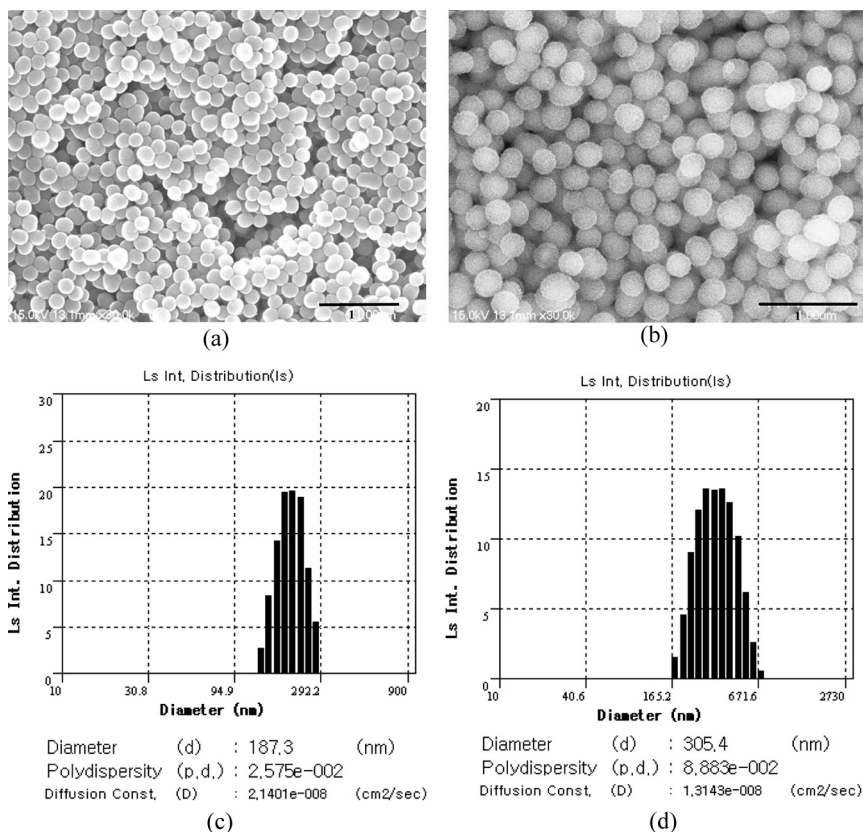 15.0kV 13.1mm x30.0k 1.00um
(a)
15.0kV 13.1mm x30.0k 1.00um
(b)
Ls Int, Distribution(Is)
Ls Int. Distribution
30
25
20
15
10
5
0
10 30.8 94.9 292.2 900
Diameter (nm)
Diameter (d) : 187,3 (nm)
Polydispersity (p,d,) : 2,575e-002
Diffusion Const, (D) : 2,1401e-008 (cm2/sec)
(c)
Ls Int, Distribution(Is)
Ls Int. Distribution
20
15
10
5
0
10 40.6 165.2 671.6 2730
Diameter (nm)
Diameter (d) : 305,4 (nm)
Polydispersity (p,d,) : 8,883e-002
Diffusion Const, (D) : 1,3143e-008 (cm2/sec)
(d)